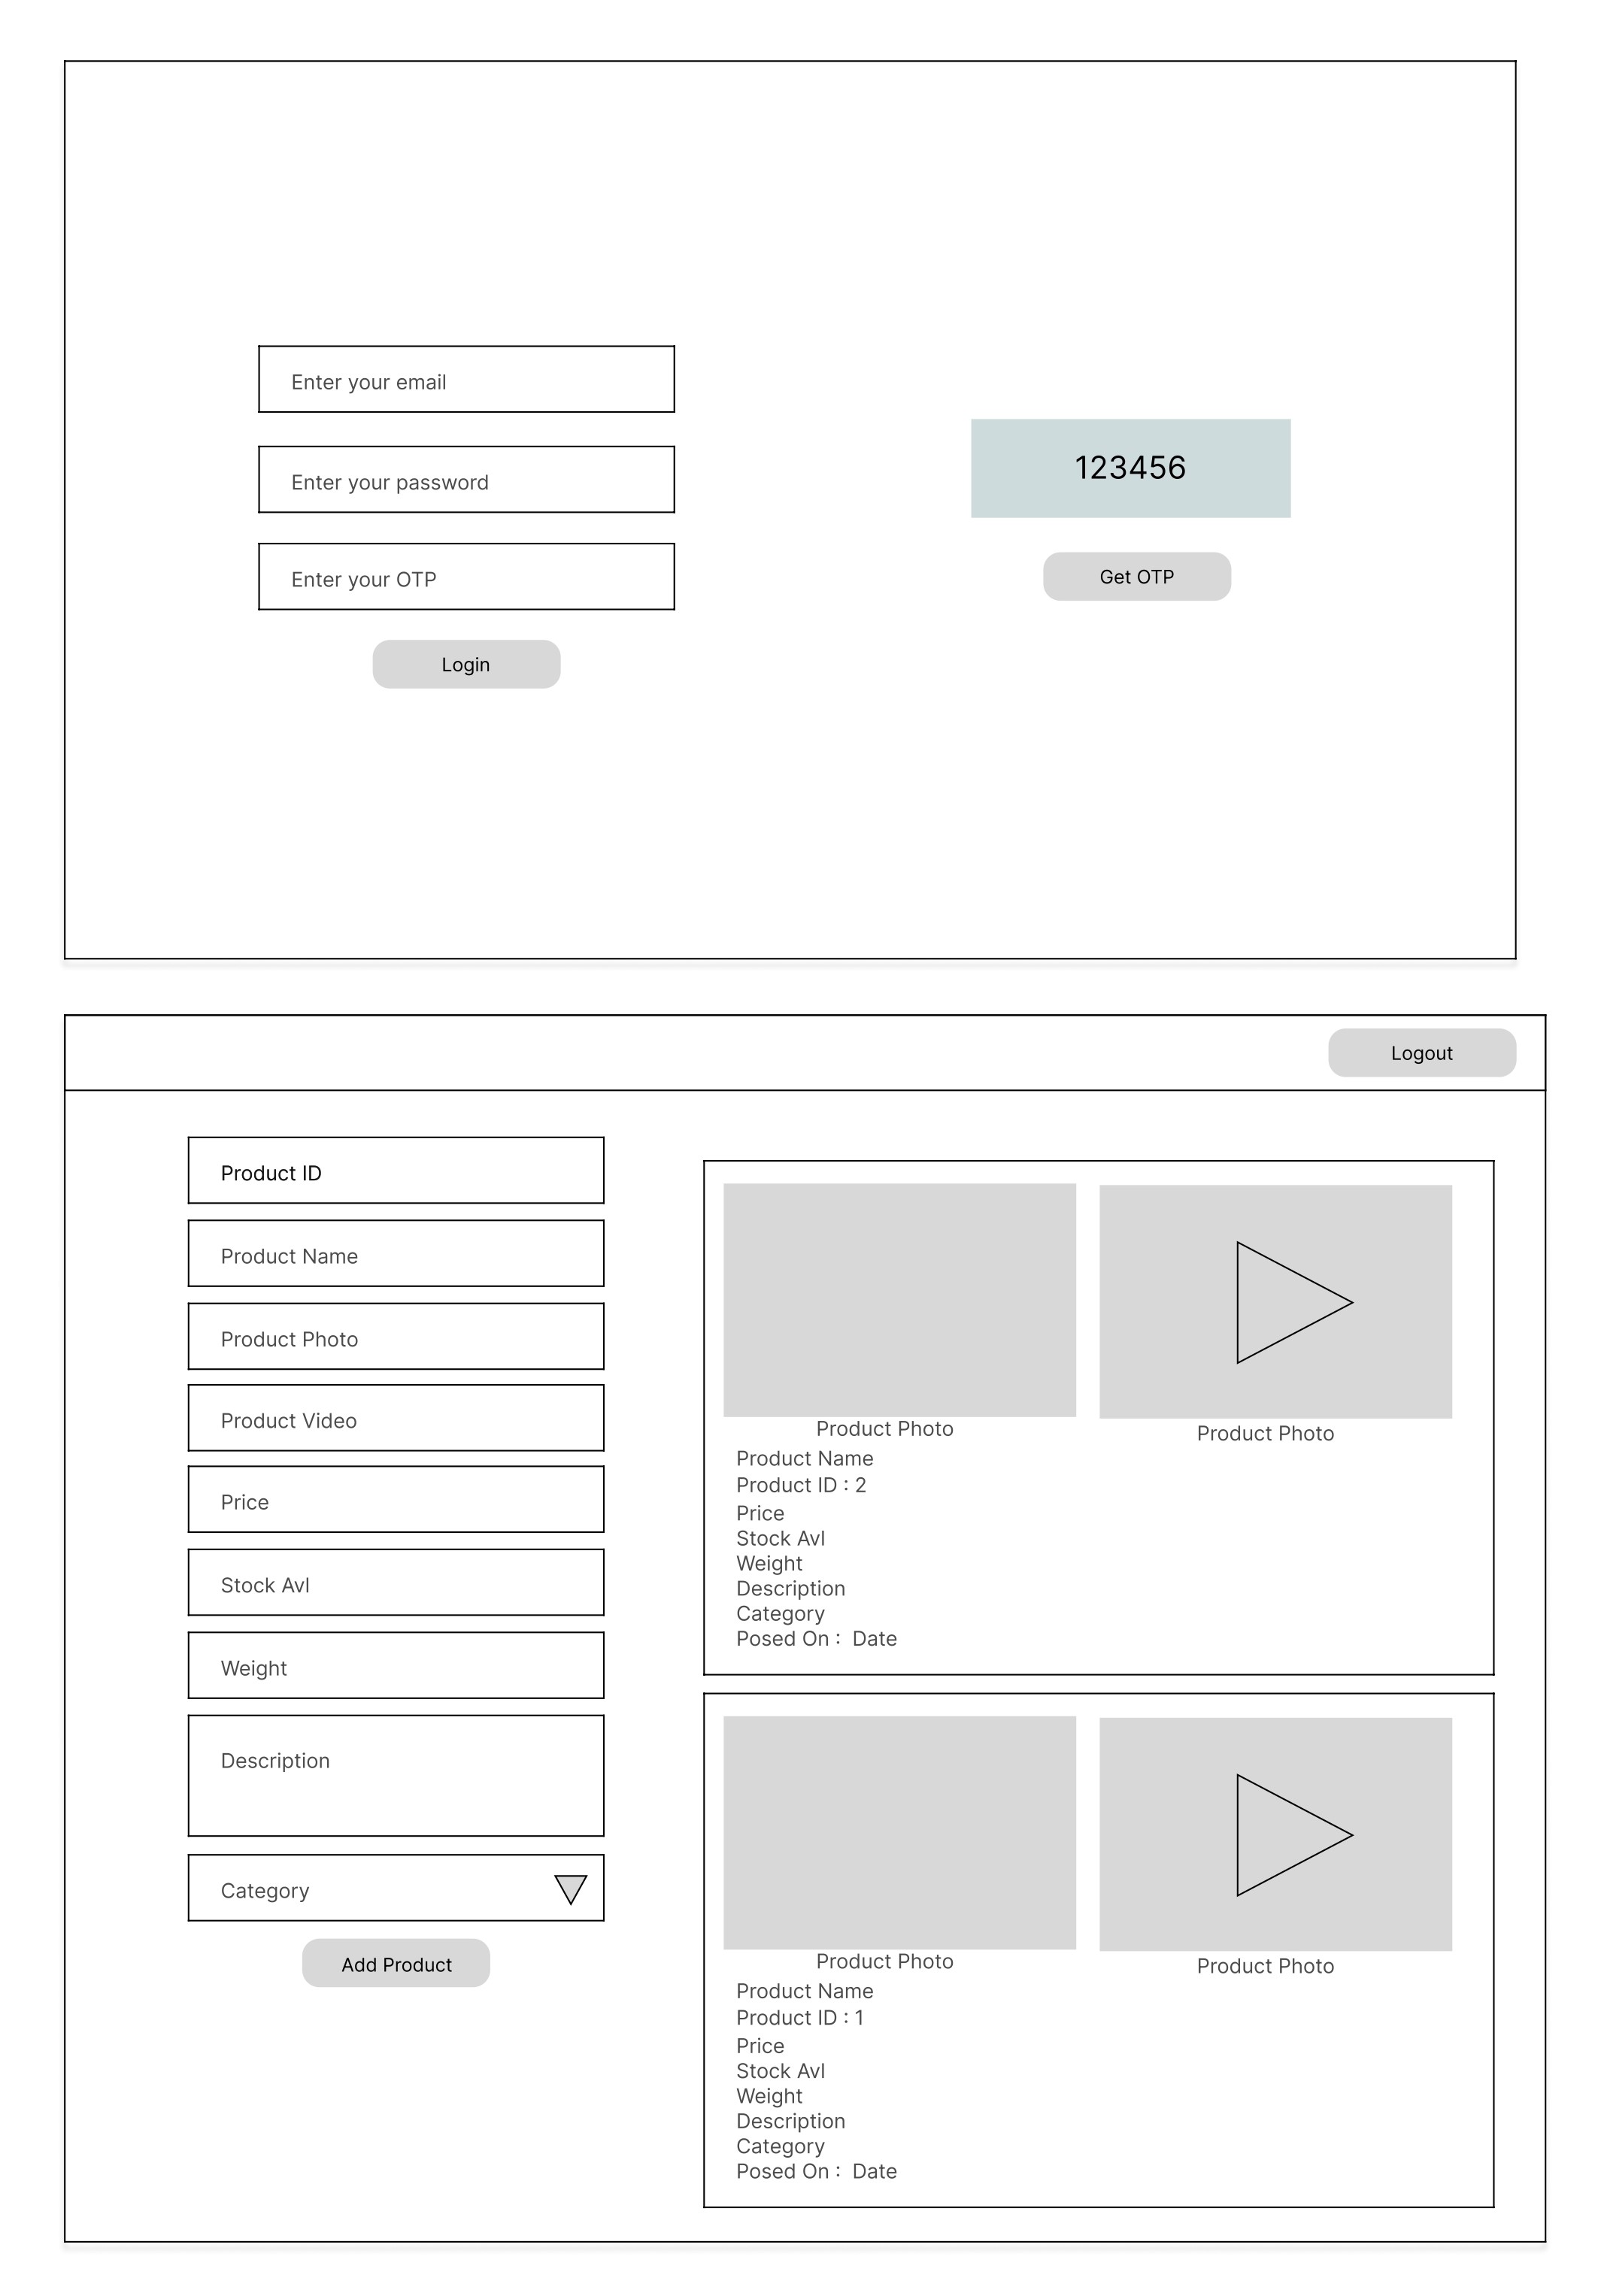 Enter your email
Enter your password
Enter your OTP
Login
123456
Get OTP
Logout
Product ID
Product Name
Product Photo
Product Video
Price
Stock Avl
Weight
Description
Category
Add Product
Product Photo
Product Photo
Product Name
Product ID : 2
Price
Stock Avl
Weight
Description
Category
Posed On :  Date
Product Photo
Product Photo
Product Name
Product ID : 1
Price
Stock Avl
Weight
Description
Category
Posed On :  Date